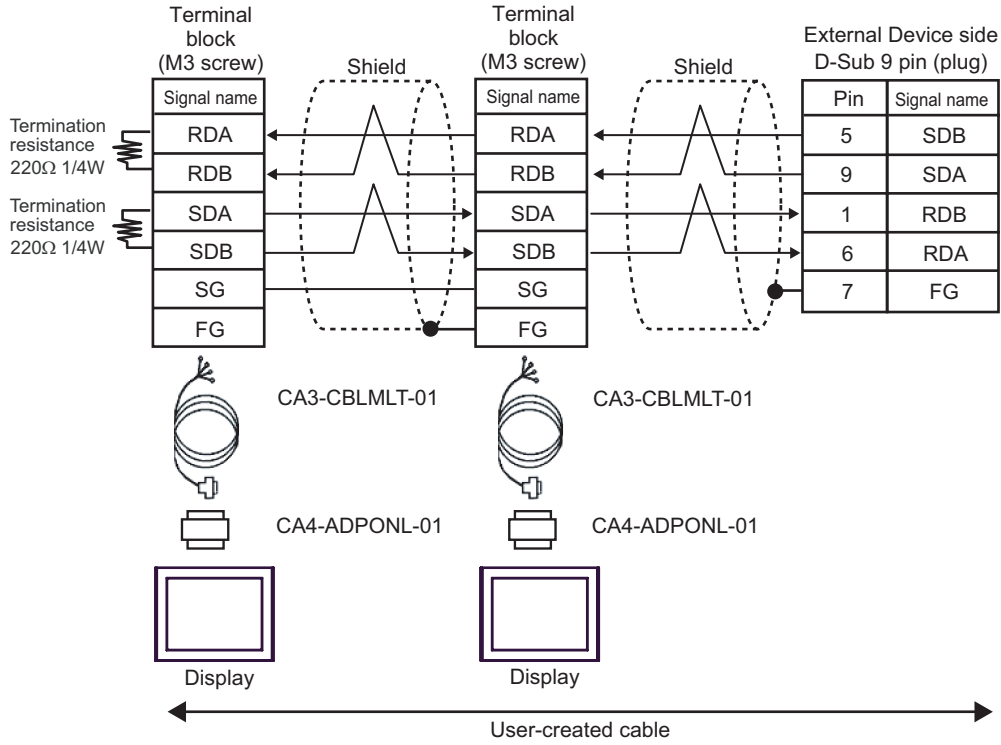 Terminal
block
(M3 screw)
Shield
Terminal
block
(M3 screw)
Shield
External Device side
D-Sub 9 pin (plug)
Signal name
Signal name
Pin
Signal name
Termination
resistance
220Ω 1/4W
RDA
RDA
5
SDB
RDB
RDB
9
SDA
Termination
resistance
220Ω 1/4W
SDA
SDA
1
RDB
SDB
SDB
6
RDA
SG
SG
7
FG
FG
FG
CA3-CBLMLT-01
CA3-CBLMLT-01
CA4-ADPONL-01
CA4-ADPONL-01
Display
Display
User-created cable